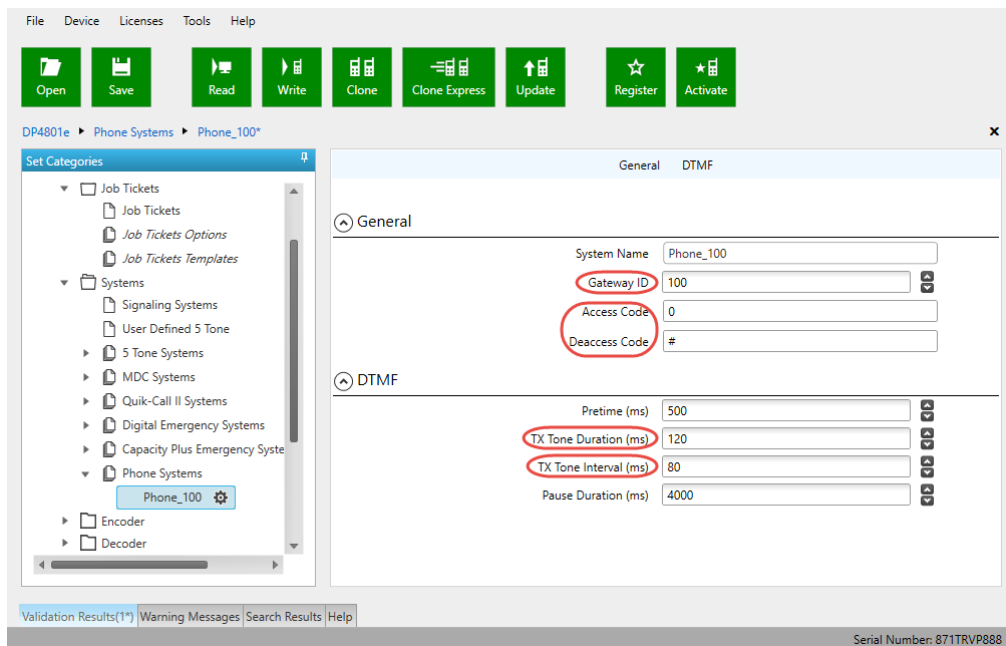 File Device Licenses Tools Help
Open Save Read Write Clone Clone Express Update Register Activate
DP4801e Phone Systems Phone_100*
Set Categories
Job Tickets
Job Tickets
Job Tickets Options
Job Tickets Templates
Systems
Signaling Systems
User Defined 5 Tone
5 Tone Systems
MDC Systems
Quik-Call II Systems
Digital Emergency Systems
Capacity Plus Emergency Syste
Phone Systems
Phone_100
Encoder
Decoder
General DTMF
General
System Name Phone_100
Gateway ID 100
Access Code 0
Deaccess Code #
DTMF
Pretime (ms) 500
TX Tone Duration (ms) 120
TX Tone Interval (ms) 80
Pause Duration (ms) 4000
Validation Results(1*) Warning Messages Search Results Help
Serial Number: 871TRVP888